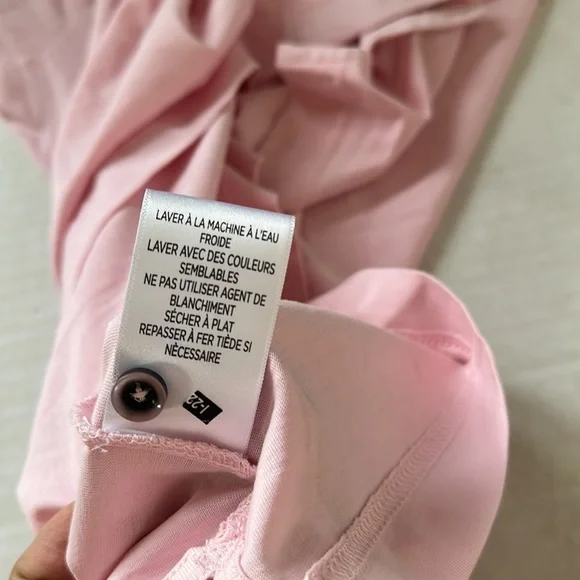 LAVER À LA MACHINE À L'EAU
FROIDE
LAVER AVEC DES COULEURS
SEMBLABLES
NE PAS UTILISER AGENT DE
BLANCHIMENT
SÉCHER À PLAT
REPASSER À FER TIÈDE SI
NÉCESSAIRE